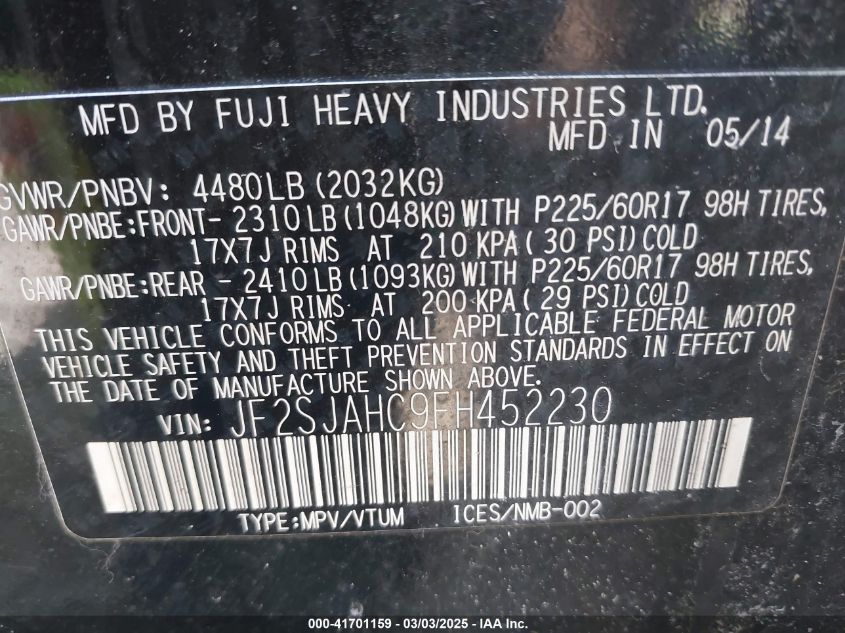 MFD BY FUJI HEAVY INDUSTRIES LTD.
MFD IN 05/14
GVWR/PNBV: 4480LB (2032KG)
GAWR/PNBE:FRONT- 2310LB(1048KG)WITH P225/60R17 98H TIRES,
17X7J RIMS AT 210 KPA( 30 PSI)COLD
GAWR/PNBE:REAR - 2410LB(1093KG)WITH P225/60R17 98H TIRES,
17X7J RIMS AT 200 KPA( 29 PSI)COLD
THIS VEHICLE CONFORMS TO ALL APPLICABLE FEDERAL MOTOR
VEHICLE SAFETY AND THEFT PREVENTION STANDARDS IN EFFECT ON
THE DATE OF MANUFACTURE SHOWN ABOVE.
VIN: JF2SJAHC9FH452230
TYPE:MPV/VTUM ICES/NMB-002
000-41701159 - 03/03/2025 - IAA Inc.